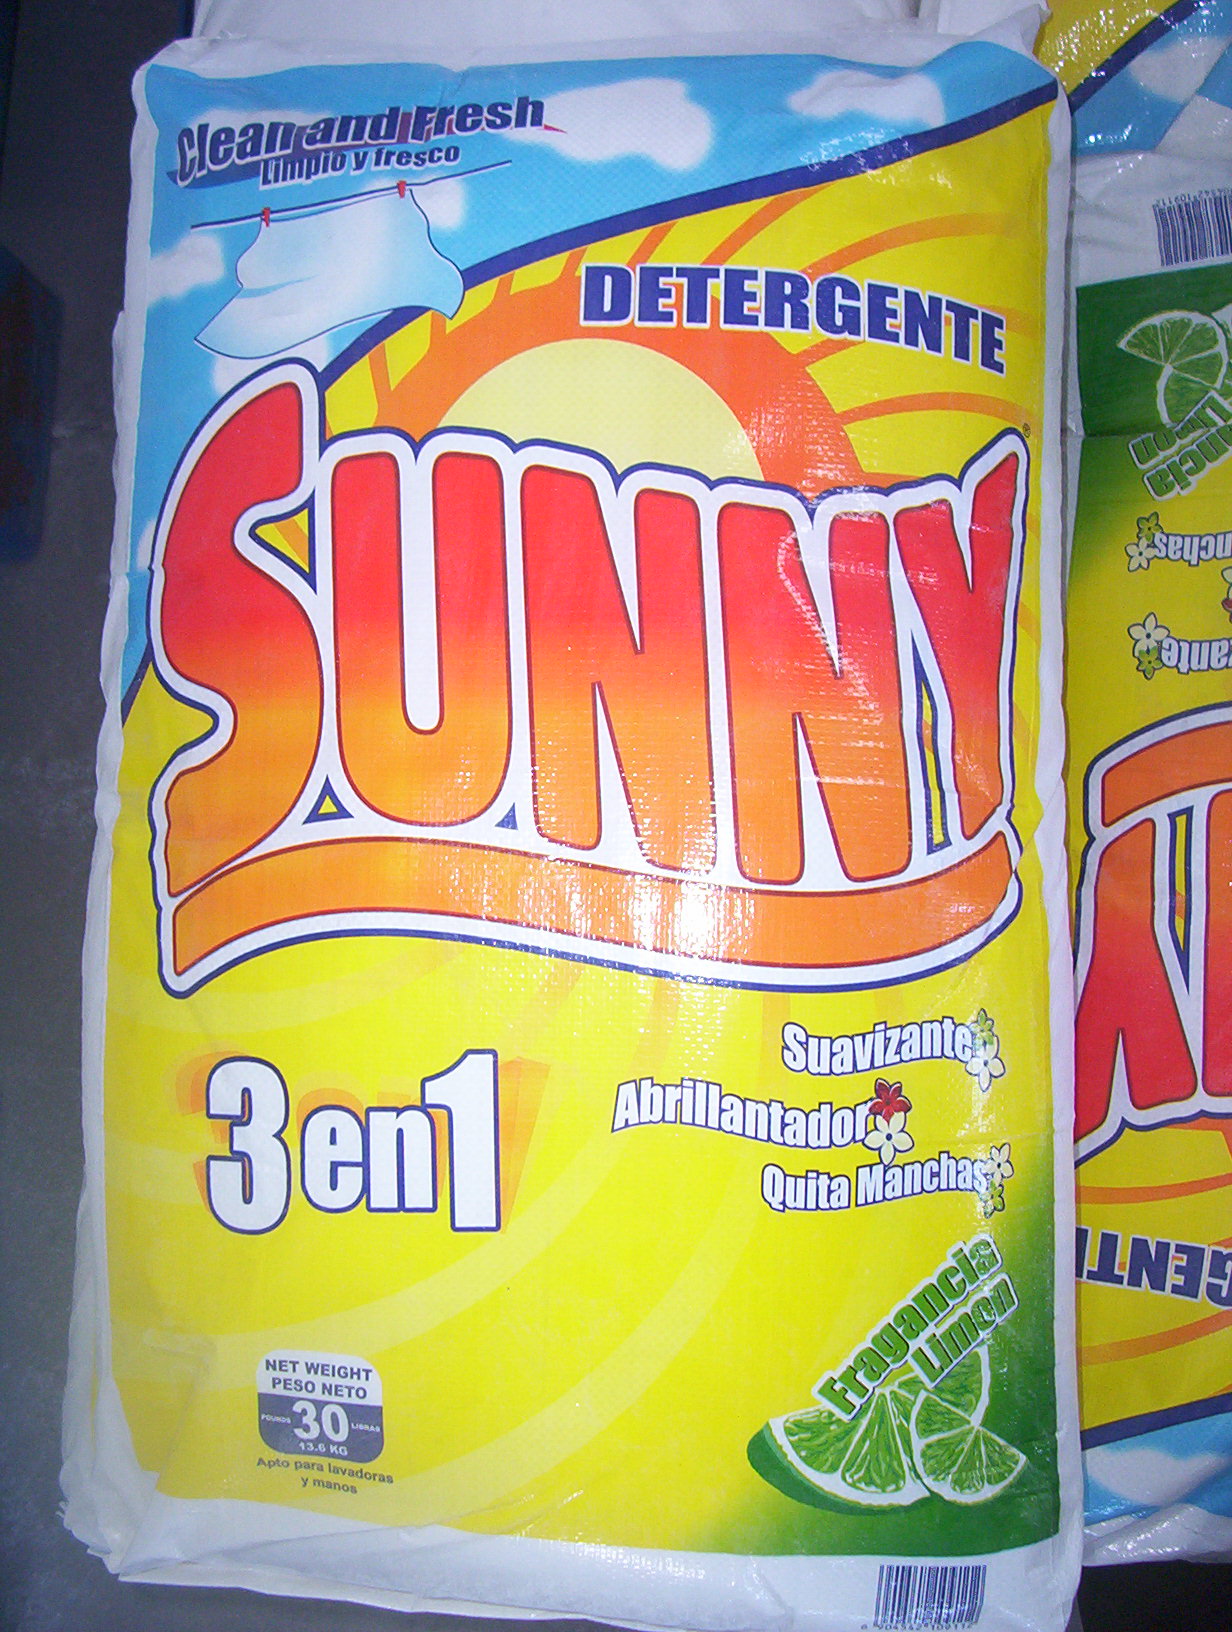 Clean and Fresh
Limpio y fresco
DETERGENTE
SUNNY
3 en 1
Suavizante
Abrillantador
Quita Manchas
Fragancia
Limon
NET WEIGHT
PESO NETO
POUNDS 30 LIBRAS
13.6 KG
Apto para lavadoras
y manos